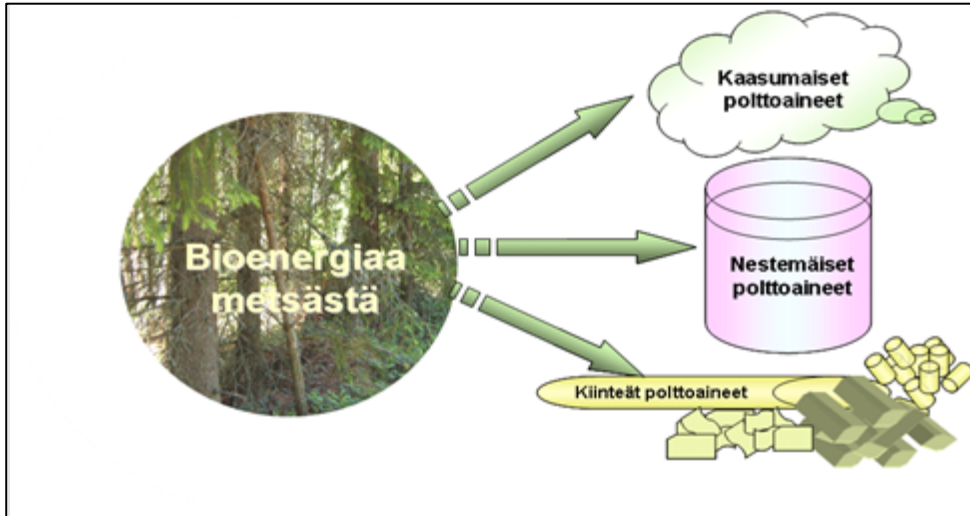 Bioenergiaa
metsästä
Kaasumaiset
polttoaineet
Nestemäiset
polttoaineet
Kiinteät polttoaineet